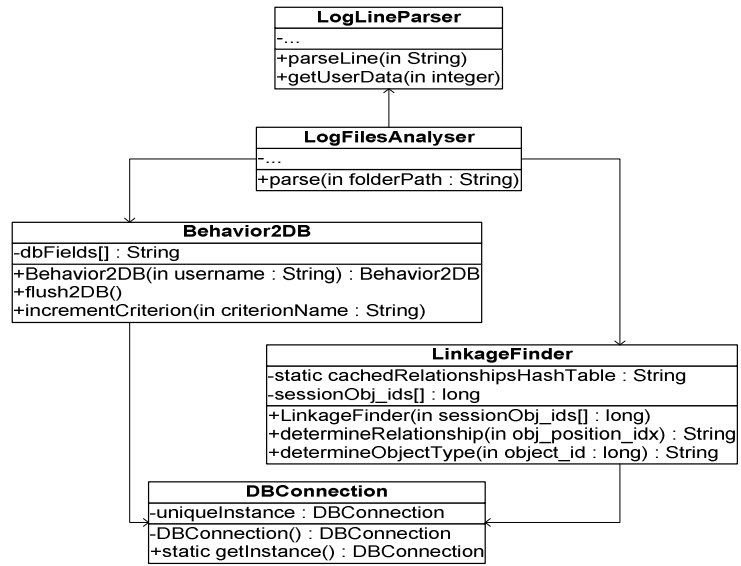 LogLineParser
-...
+parseLine(in String)
+getUserData(in integer)
LogFilesAnalyser
-...
+parse(in folderPath : String)
Behavior2DB
-dbFields[] : String
+Behavior2DB(in username : String) : Behavior2DB
+flush2DB()
+incrementCriterion(in criterionName : String)
LinkageFinder
-static cachedRelationshipsHashTable : String
-sessionObj_ids[] : long
+LinkageFinder(in sessionObj_ids[] : long)
+determineRelationship(in obj_position_idx) : String
+determineObjectType(in object_id : long) : String
DBConnection
-uniqueInstance : DBConnection
-DBConnection() : DBConnection
+static getInstance() : DBConnection